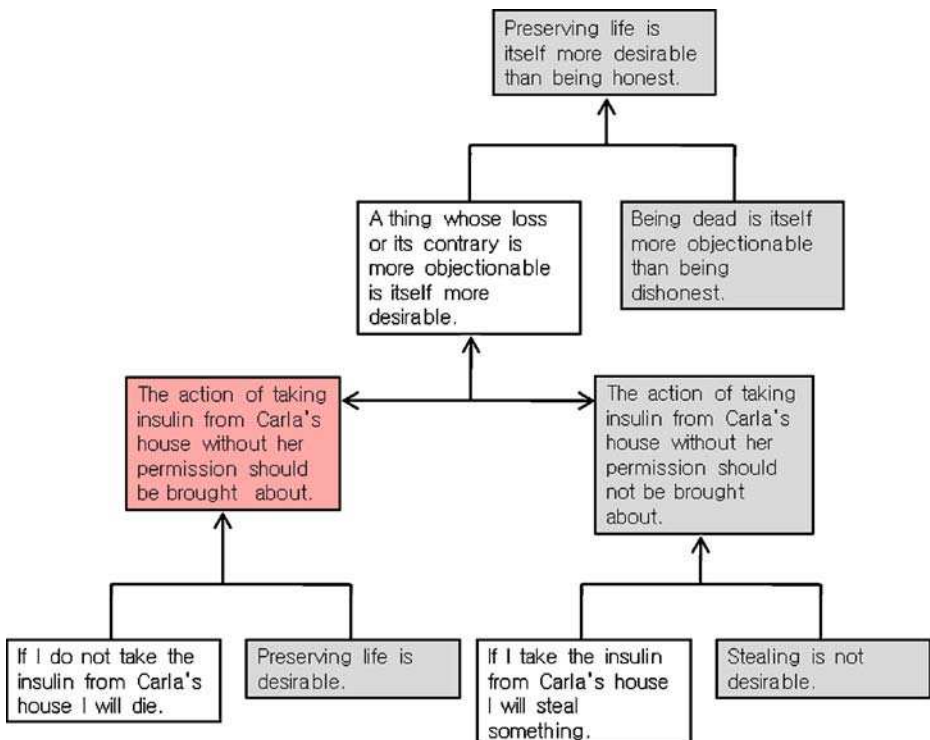 Preserving life is
itself more desirable
than being honest.
A thing whose loss
or its contrary is
more objectionable
is itself more
desirable.
Being dead is itself
more objectionable
than being
dishonest.
The action of taking
insulin from Carla's
house without her
permission should
be brought about.
The action of taking
insulin from Carla's
house without her
permission should
not be brought
about.
If I do not take the
insulin from Carla's
house I will die.
Preserving life is
desirable.
If I take the insulin
from Carla's house
I will steal
something.
Stealing is not
desirable.